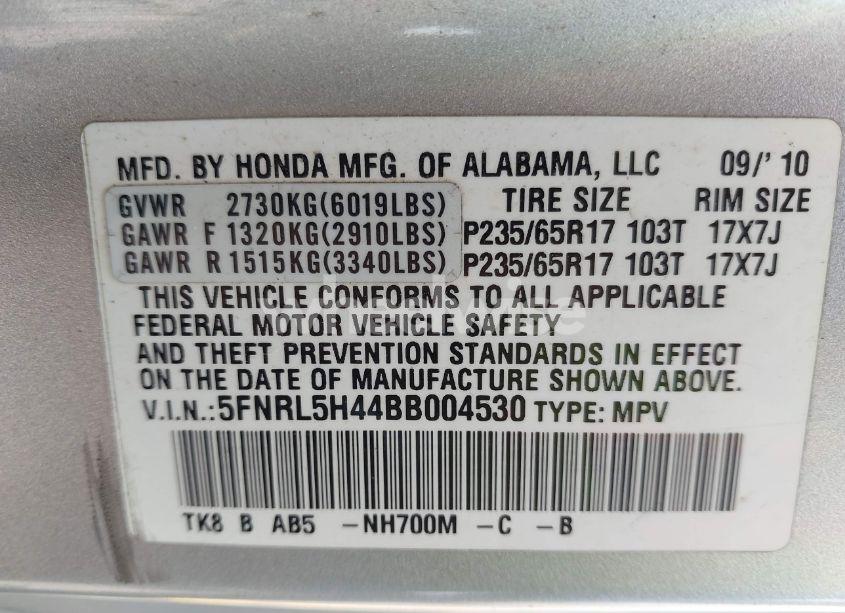 MFD. BY HONDA MFG. OF ALABAMA, LLC 09/'10
GVWR 2730KG(6019LBS) TIRE SIZE RIM SIZE
GAWR F 1320KG(2910LBS) P235/65R17 103T 17X7J
GAWR R 1515KG(3340LBS) P235/65R17 103T 17X7J
THIS VEHICLE CONFORMS TO ALL APPLICABLE
FEDERAL MOTOR VEHICLE SAFETY
AND THEFT PREVENTION STANDARDS IN EFFECT
ON THE DATE OF MANUFACTURE SHOWN ABOVE.
V.I.N.:5FNRL5H44BB004530 TYPE: MPV
TK8 B AB5 -NH700M -C -B